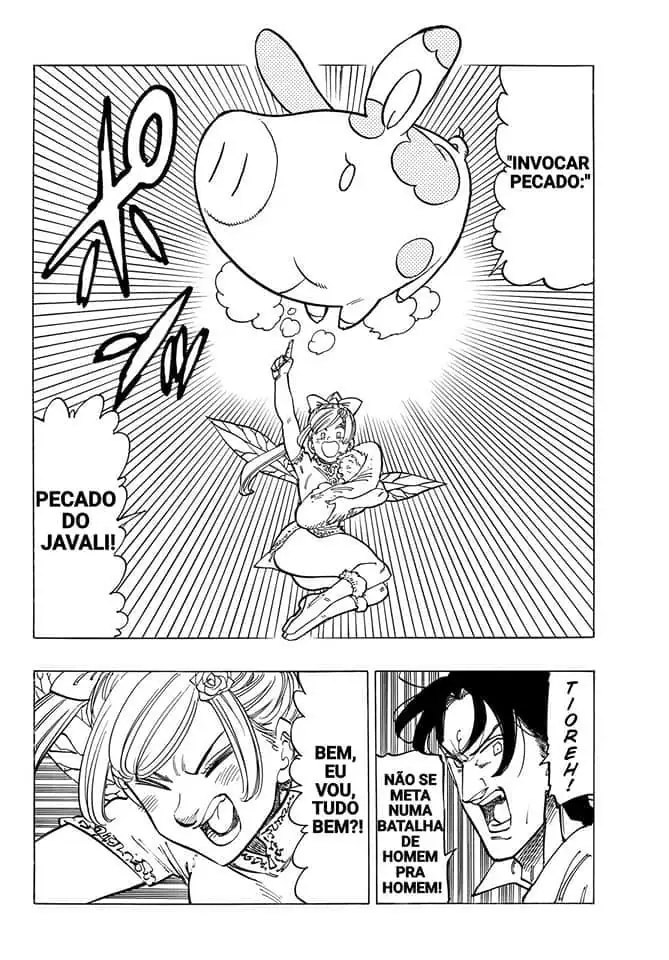 "INVOCAR
PECADO:"
PECADO
DO
JAVALI!
TIOREH!
NÃO SE
META
NUMA
BATALHA
DE
HOMEM
PRA
HOMEM!
BEM,
EU
VOU,
TUDO
BEM?!